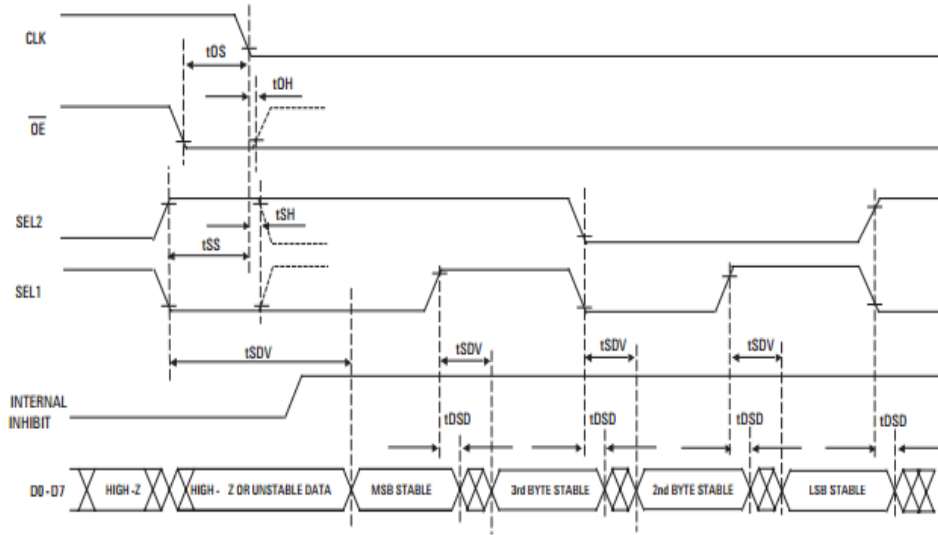 CLK
tOS
tOH
OE
SEL2
tSH
tSS
SEL1
tSDV
tSDV
tSDV
tSDV
INTERNAL
INHIBIT
tDSD
tDSD
tDSD
tDSD
D0-D7
HIGH -Z
HIGH - Z OR UNSTABLE DATA
MSB STABLE
3rd BYTE STABLE
2nd BYTE STABLE
LSB STABLE